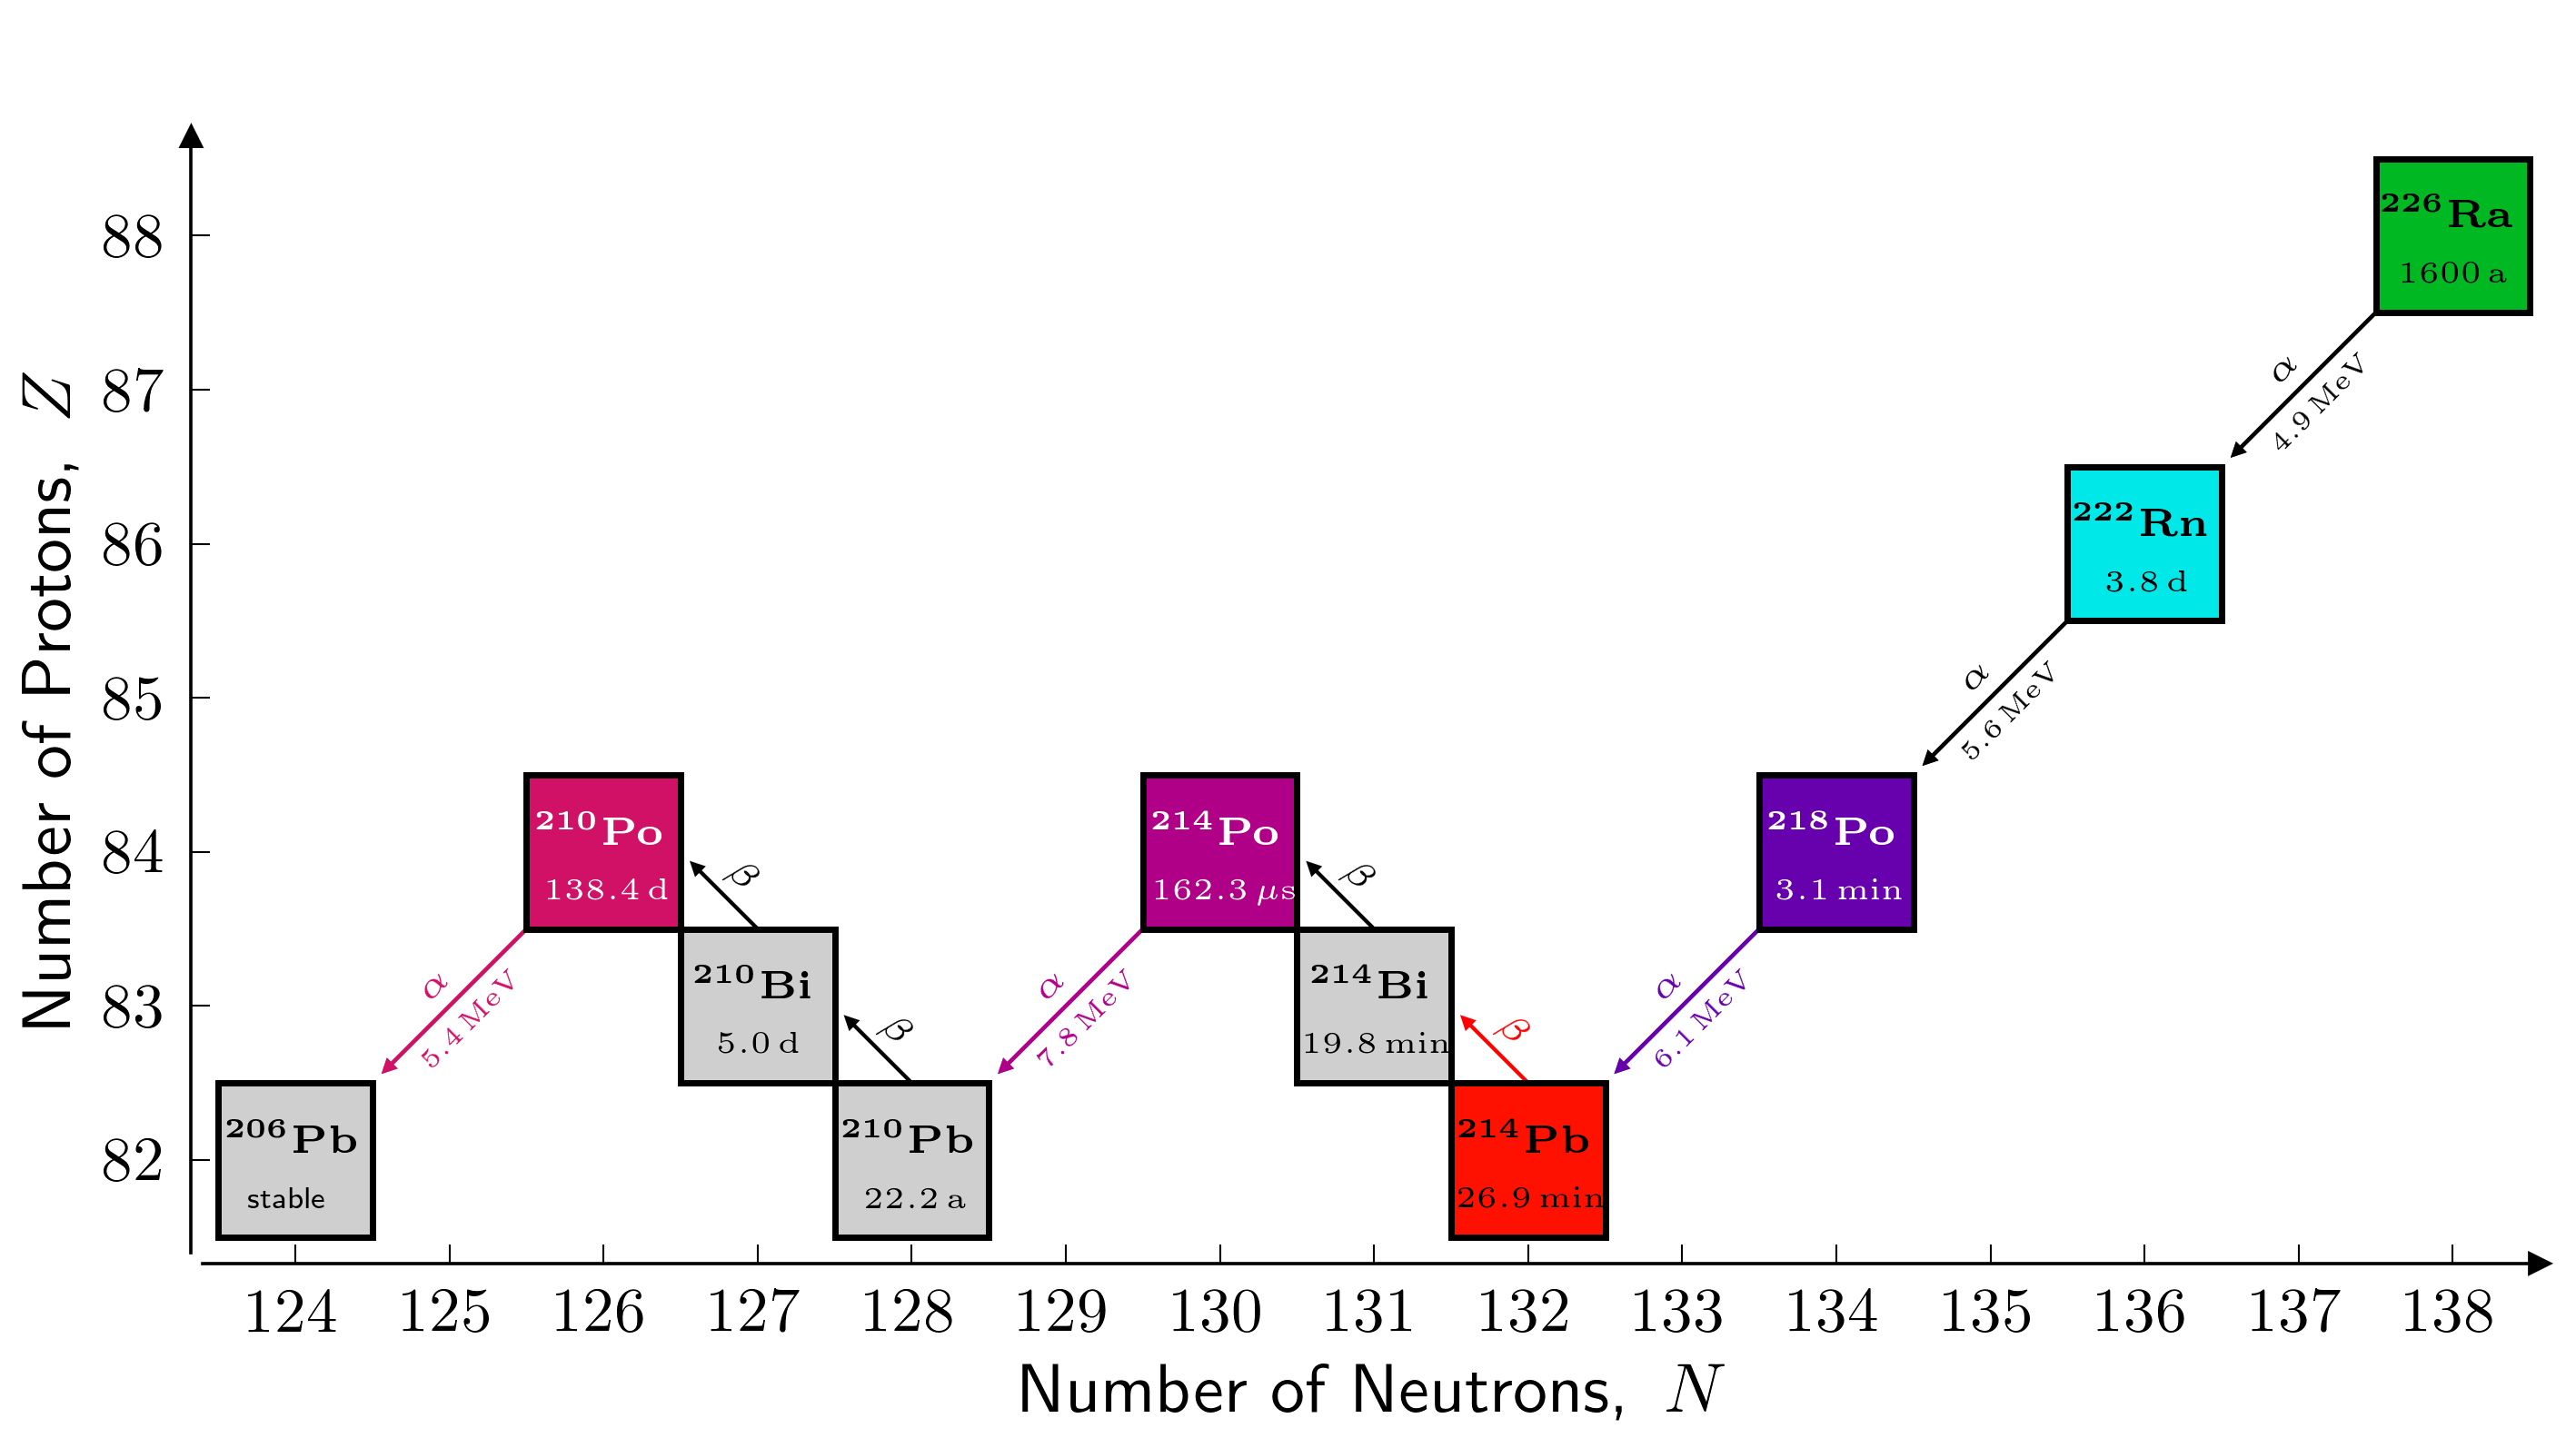 88
²²⁶Ra
1600 a
α
4.9 MeV
87
86
²²²Rn
3.8 d
α
5.6 MeV
85
84
²¹⁰Po
138.4 d
β
²¹⁴Po
162.3 μs
β
²¹⁸Po
3.1 min
83
α
5.4 MeV
²¹⁰Bi
5.0 d
β
α
7.8 MeV
²¹⁴Bi
19.8 min
β
α
6.1 MeV
82
²⁰⁶Pb
stable
²¹⁰Pb
22.2 a
²¹⁴Pb
26.9 min
Number of Protons, Z
124 125 126 127 128 129 130 131 132 133 134 135 136 137 138
Number of Neutrons, N